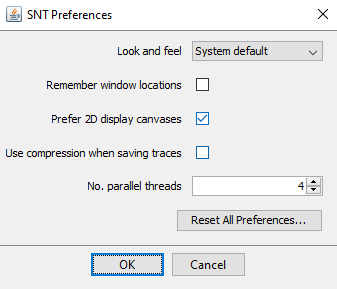 SNT Preferences
Look and feel System default
Remember window locations
Prefer 2D display canvases
Use compression when saving traces
No. parallel threads 4
Reset All Preferences...
OK Cancel